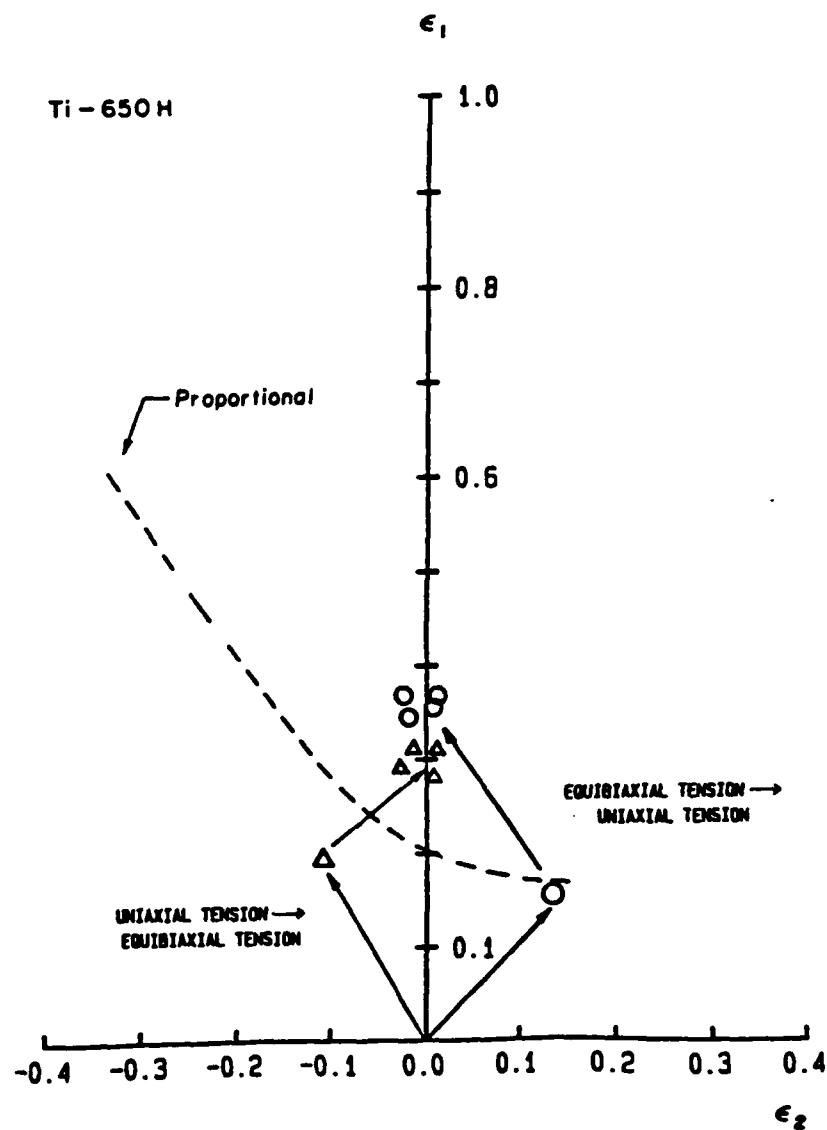 ϵ₁
Ti-650H
1.0
0.8
Proportional
0.6
EQUIBIAXIAL TENSION →
UNIAXIAL TENSION
UNIAXIAL TENSION →
EQUIBIAXIAL TENSION
0.1
-0.4 -0.3 -0.2 -0.1 0.0 0.1 0.2 0.3 0.4
ϵ₂